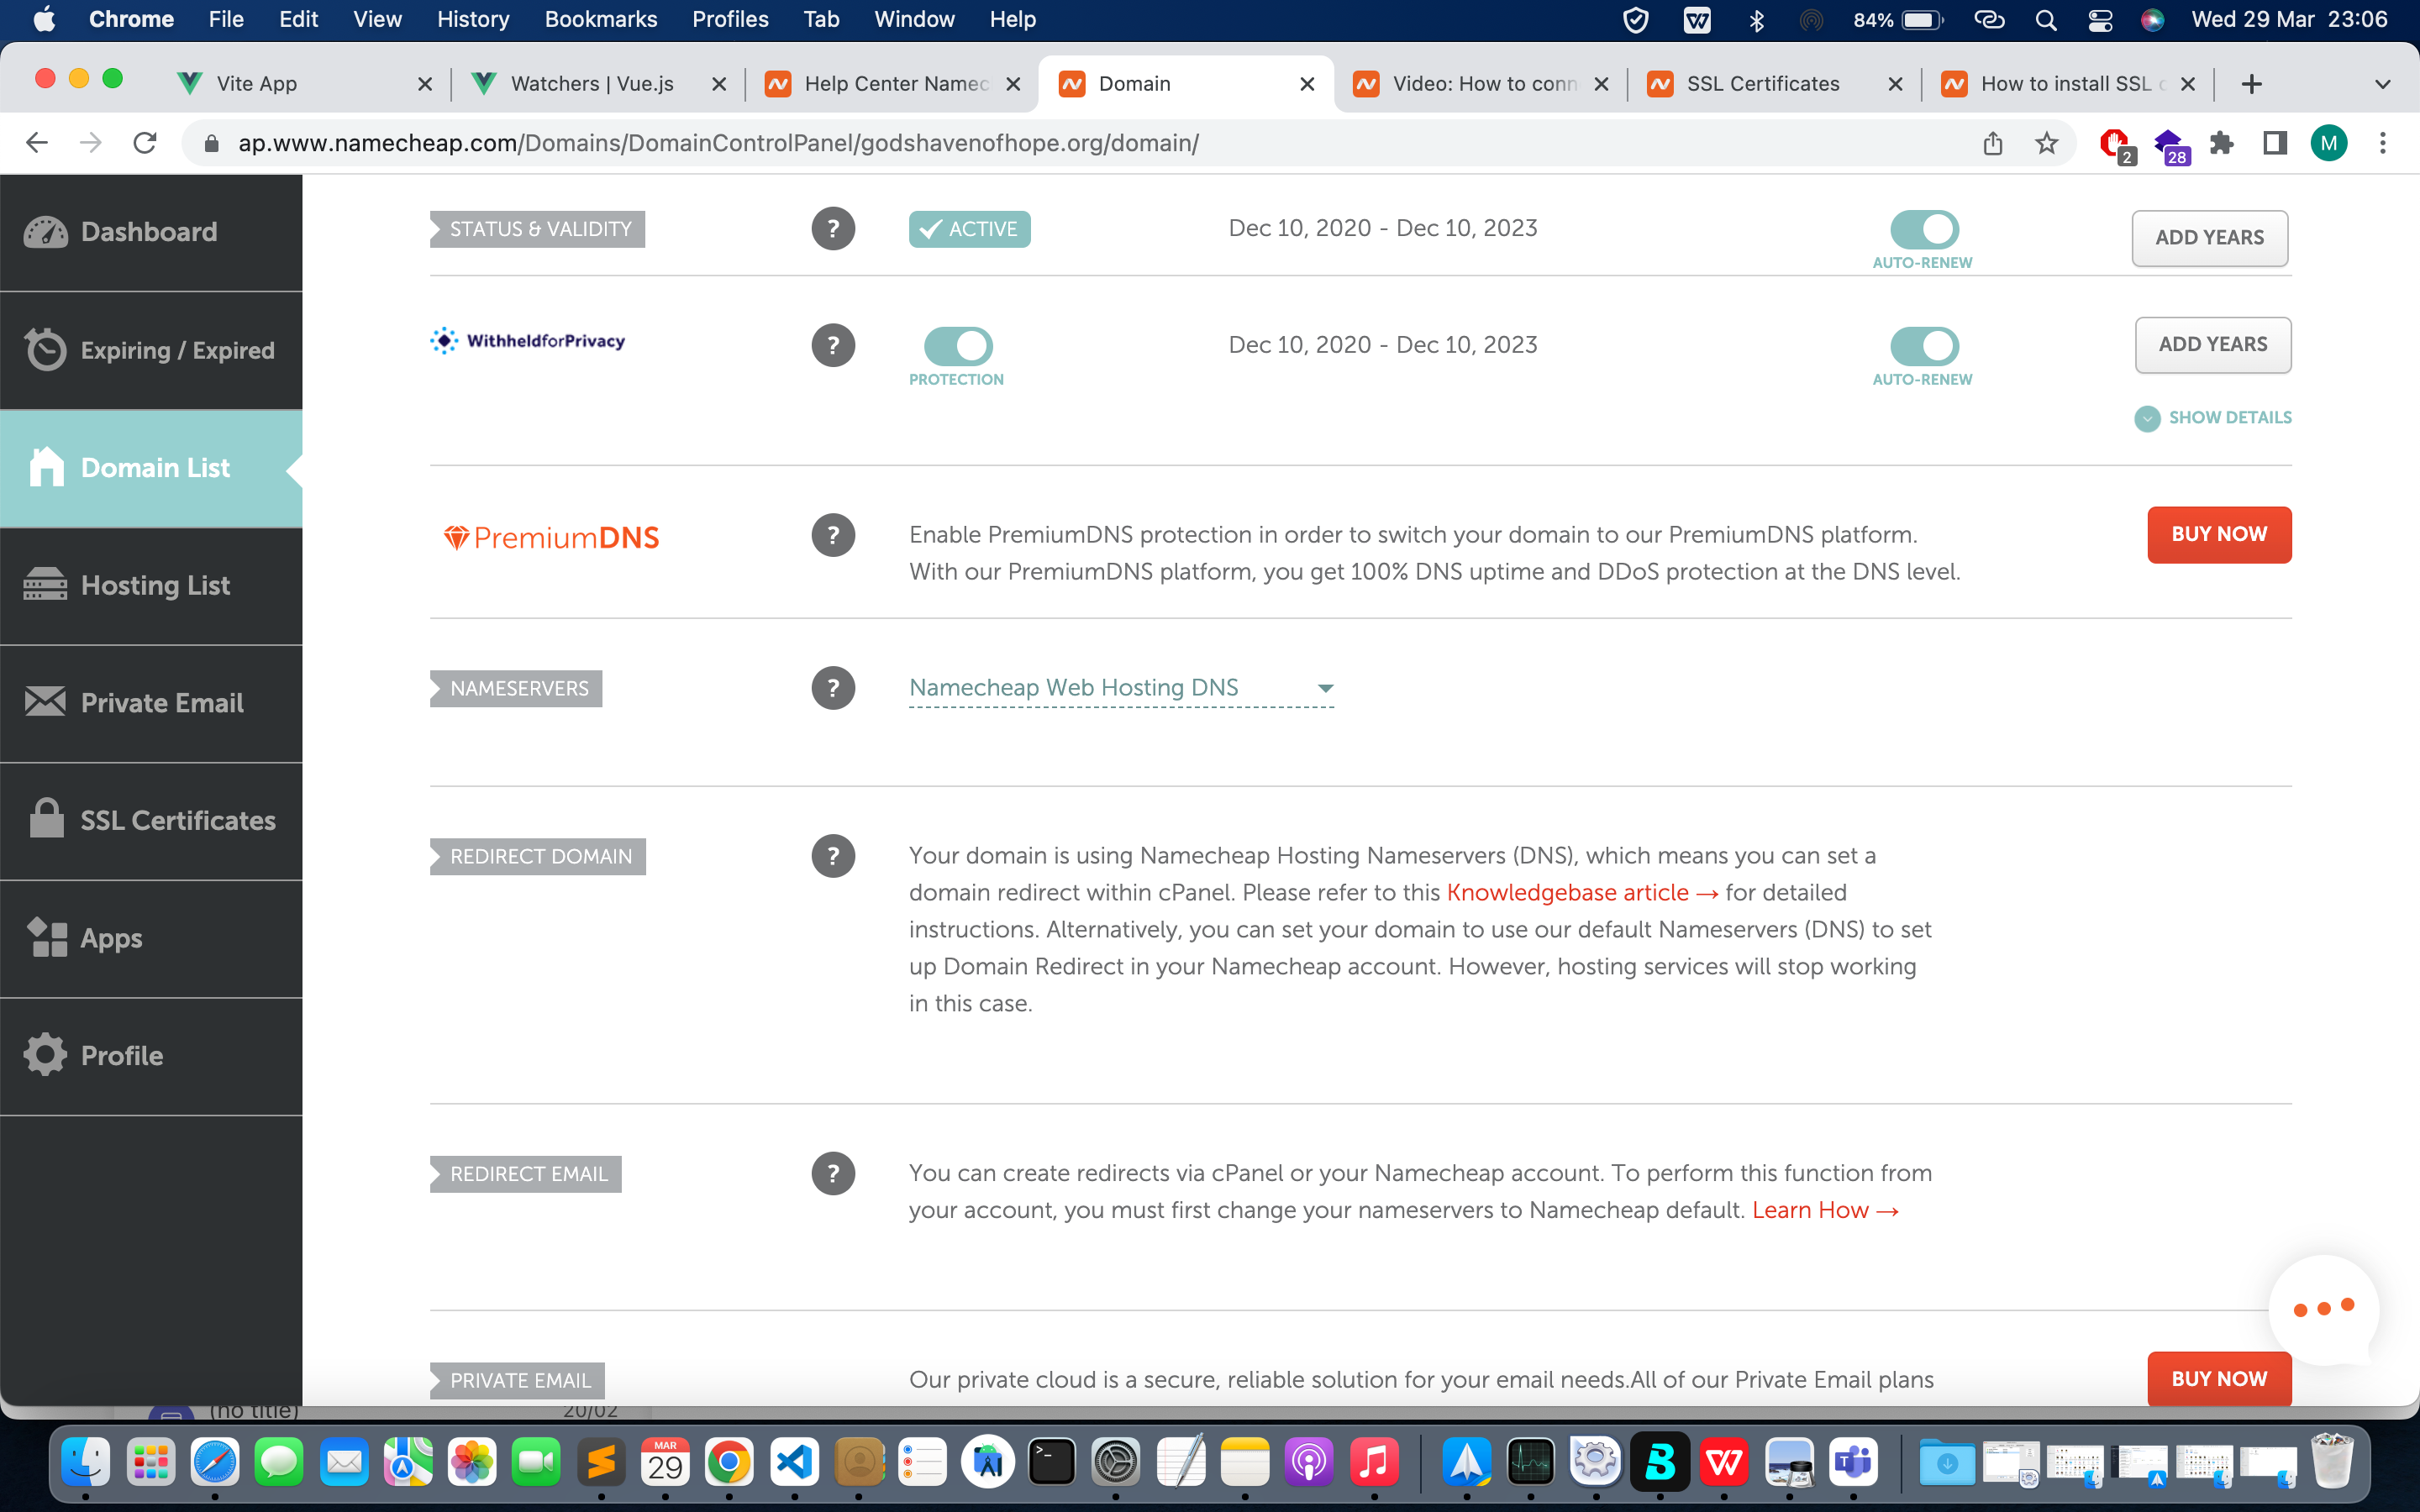 Chrome File Edit View History Bookmarks Profiles Tab Window Help 84% Wed 29 Mar 23:06
Vite App
Watchers | Vue.js
Help Center Namec
Domain
Video: How to conn
SSL Certificates
How to install SSL
ap.www.namecheap.com/Domains/DomainControlPanel/godshavenofhope.org/domain/
2
28
M
Dashboard
Expiring / Expired
Domain List
Hosting List
Private Email
SSL Certificates
Apps
Profile
STATUS & VALIDITY ? ACTIVE Dec 10, 2020 - Dec 10, 2023 ADD YEARS
AUTO-RENEW
WithheldforPrivacy ? Dec 10, 2020 - Dec 10, 2023 ADD YEARS
PROTECTION AUTO-RENEW
SHOW DETAILS
PremiumDNS ? Enable PremiumDNS protection in order to switch your domain to our PremiumDNS platform. BUY NOW
With our PremiumDNS platform, you get 100% DNS uptime and DDoS protection at the DNS level.
NAMESERVERS ? Namecheap Web Hosting DNS
REDIRECT DOMAIN ? Your domain is using Namecheap Hosting Nameservers (DNS), which means you can set a
domain redirect within cPanel. Please refer to this Knowledgebase article → for detailed
instructions. Alternatively, you can set your domain to use our default Nameservers (DNS) to set
up Domain Redirect in your Namecheap account. However, hosting services will stop working
in this case.
REDIRECT EMAIL ? You can create redirects via cPanel or your Namecheap account. To perform this function from
your account, you must first change your nameservers to Namecheap default. Learn How →
PRIVATE EMAIL Our private cloud is a secure, reliable solution for your email needs.All of our Private Email plans BUY NOW
(no title) 20/02
MAR
29